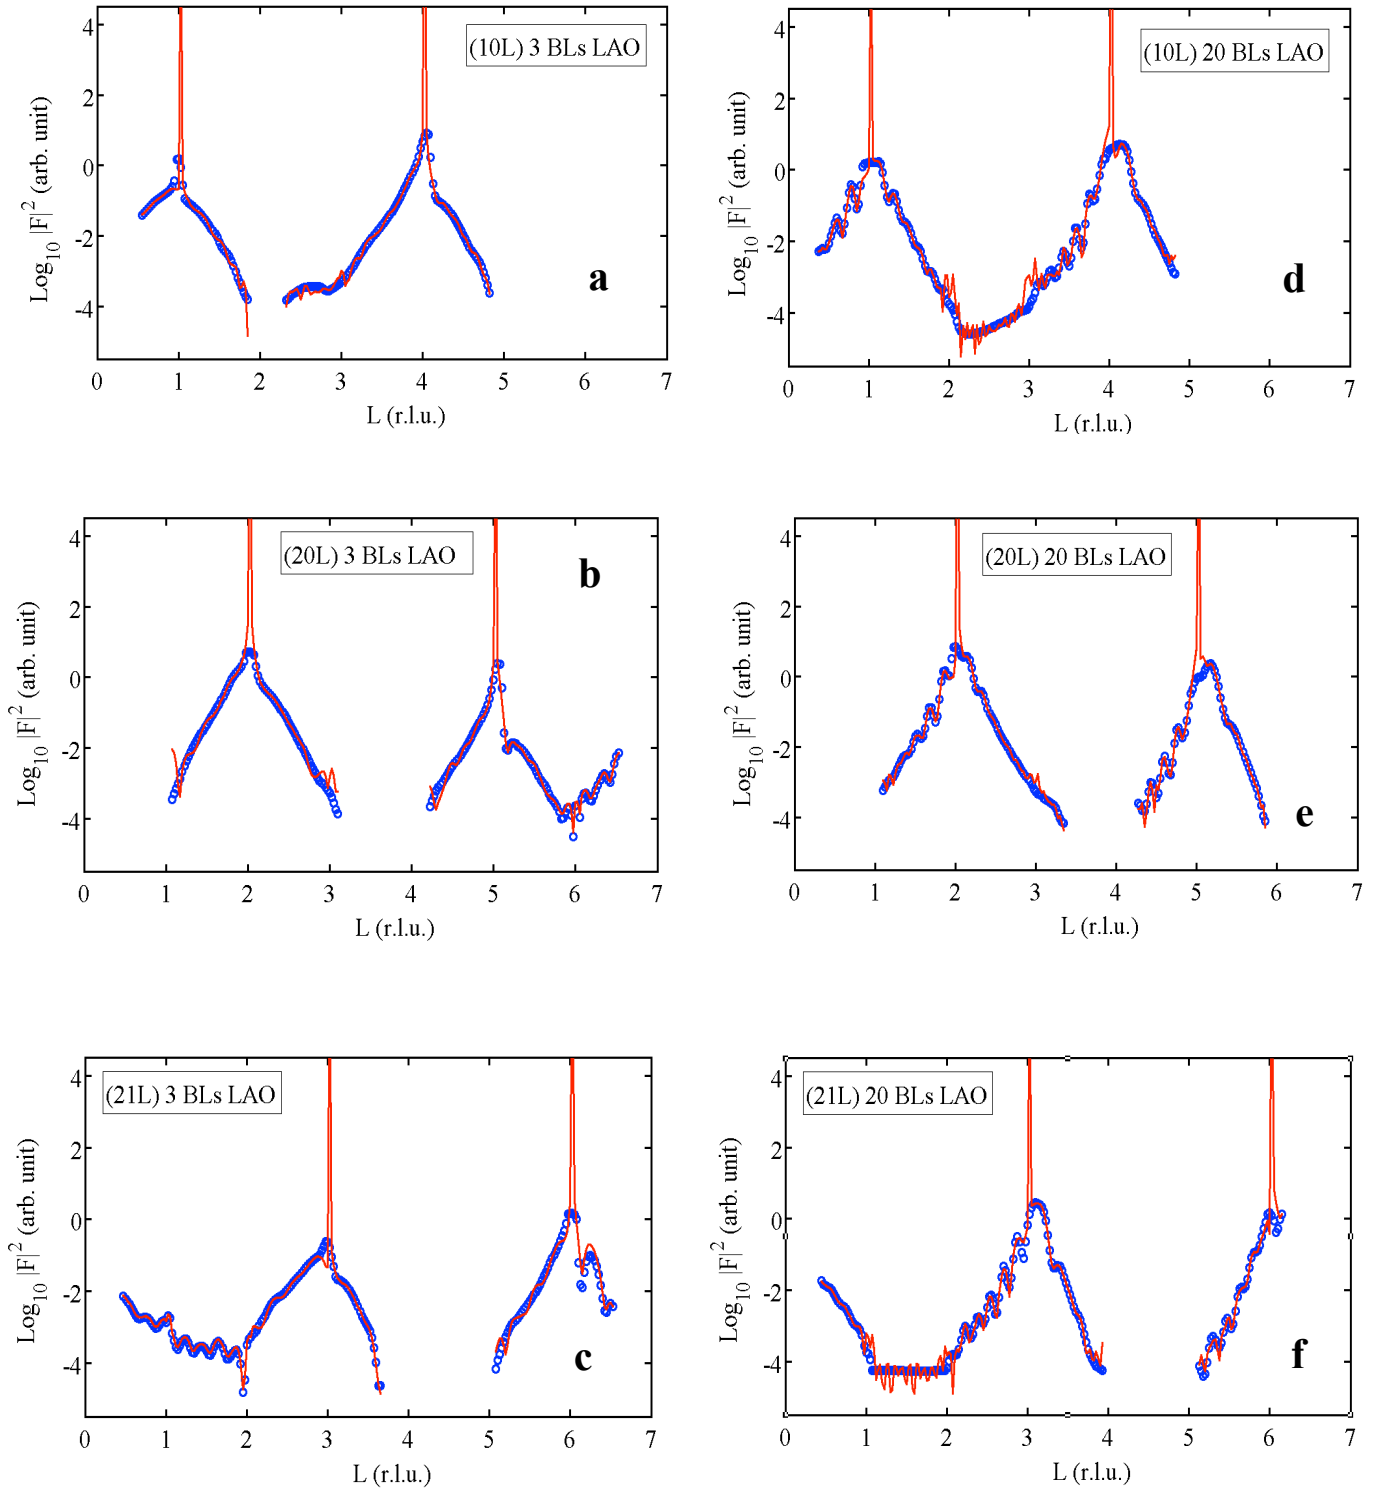 (10L) 3 BLs LAO
4
2
0
-2
-4
Log10 |F|2 (arb. unit)
a
0 1 2 3 4 5 6 7
L (r.l.u.)
(10L) 20 BLs LAO
4
2
0
-2
-4
Log10 |F|2 (arb. unit)
d
0 1 2 3 4 5 6 7
L (r.l.u.)
(20L) 3 BLs LAO
4
2
0
-2
-4
Log10 |F|2 (arb. unit)
b
0 1 2 3 4 5 6 7
L (r.l.u.)
(20L) 20 BLs LAO
4
2
0
-2
-4
Log10 |F|2 (arb. unit)
e
0 1 2 3 4 5 6 7
L (r.l.u.)
(21L) 3 BLs LAO
4
2
0
-2
-4
Log10 |F|2 (arb. unit)
c
0 1 2 3 4 5 6 7
L (r.l.u.)
(21L) 20 BLs LAO
4
2
0
-2
-4
Log10 |F|2 (arb. unit)
f
0 1 2 3 4 5 6 7
L (r.l.u.)